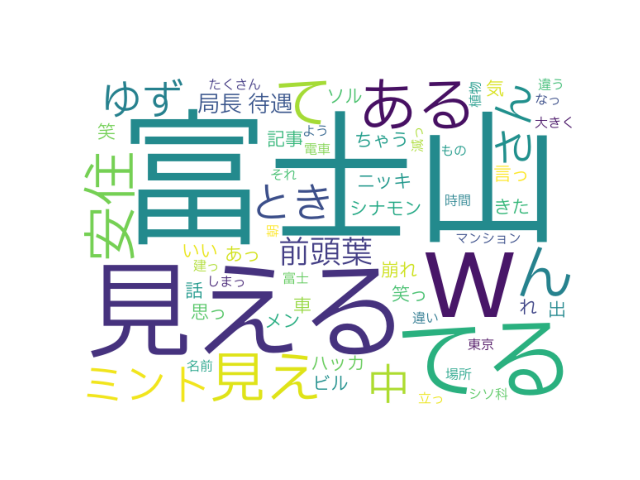 たくさん
ゆず
局長 待遇
ソル
て
ある
植物
気
違う
なっ
大きく
笑
記事
よう
電車
ちゃう
減っ
もの
言っ
さん
安住
富士山
それ
とき
ニッキ
シナモン
時間
きた
マンション
いい
あっ
前頭葉
崩れ
建っ
話
しまっ
富士
見える
w
ん
思っ
車
メン
笑っ
れ
出
違い
てる
東京
名前
ミント
見え
ハッカ
ビル
中
場所
立っ
シソ科